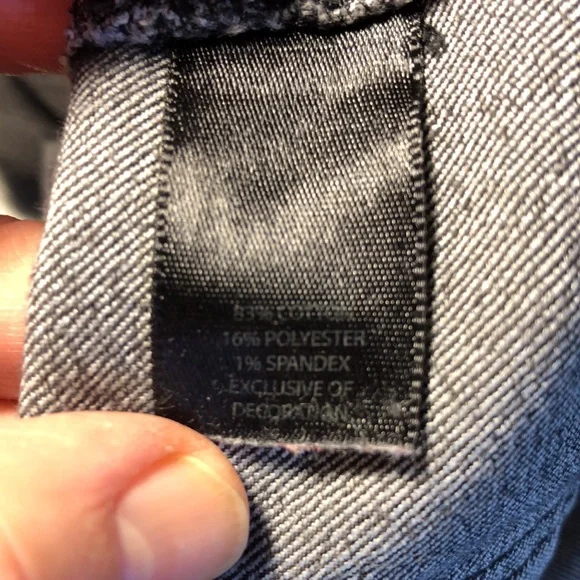 83% COTTON
16% POLYESTER
1% SPANDEX
EXCLUSIVE OF
DECORATION